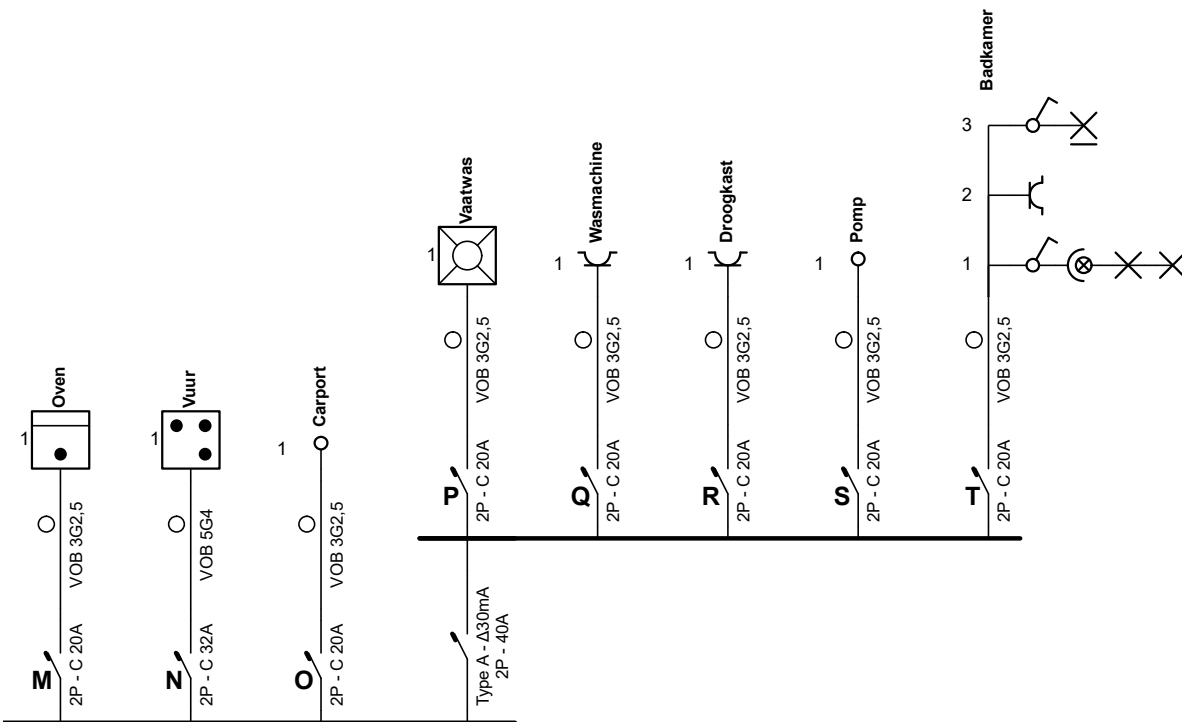 Oven
1
VOB 3G2,5
M
2P - C 20A
Vuur
1
VOB 5G4
N
2P - C 32A
Carport
1
VOB 3G2,5
O
2P - C 20A
Type A - Δ30mA
2P - 40A
Vaatwas
1
VOB 3G2,5
P
2P - C 20A
Wasmachine
1
VOB 3G2,5
Q
2P - C 20A
Droogkast
1
VOB 3G2,5
R
2P - C 20A
Pomp
1
VOB 3G2,5
S
2P - C 20A
Badkamer
3
2
1
VOB 3G2,5
T
2P - C 20A